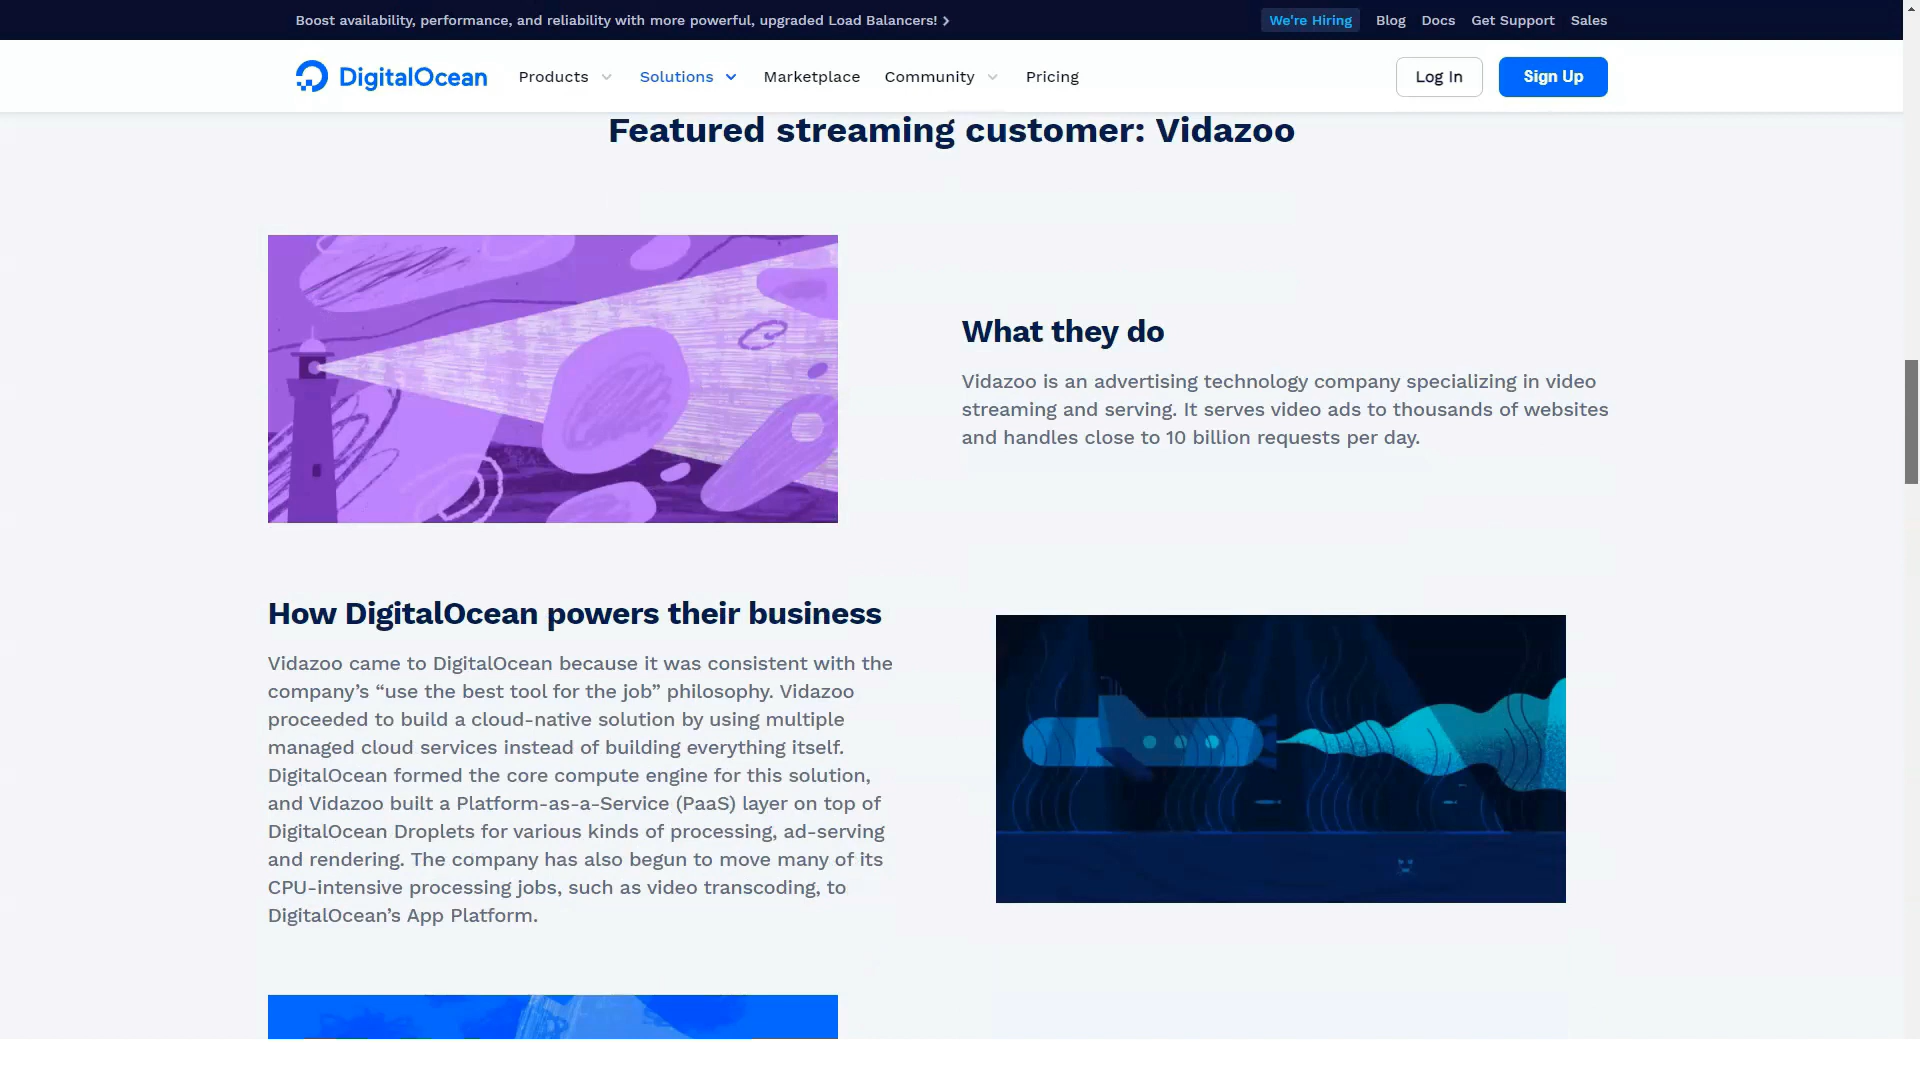 Boost availability, performance, and reliability with more powerful, upgraded Load Balancers!
We're Hiring Blog Docs Get Support Sales
DigitalOcean Products Solutions Marketplace Community Pricing Log In Sign Up
Featured streaming customer: Vidazoo
What they do
Vidazoo is an advertising technology company specializing in video
streaming and serving. It serves video ads to thousands of websites
and handles close to 10 billion requests per day.
How DigitalOcean powers their business
Vidazoo came to DigitalOcean because it was consistent with the
company’s “use the best tool for the job” philosophy. Vidazoo
proceeded to build a cloud-native solution by using multiple
managed cloud services instead of building everything itself.
DigitalOcean formed the core compute engine for this solution,
and Vidazoo built a Platform-as-a-Service (PaaS) layer on top of
DigitalOcean Droplets for various kinds of processing, ad-serving
and rendering. The company has also begun to move many of its
CPU-intensive processing jobs, such as video transcoding, to
DigitalOcean’s App Platform.